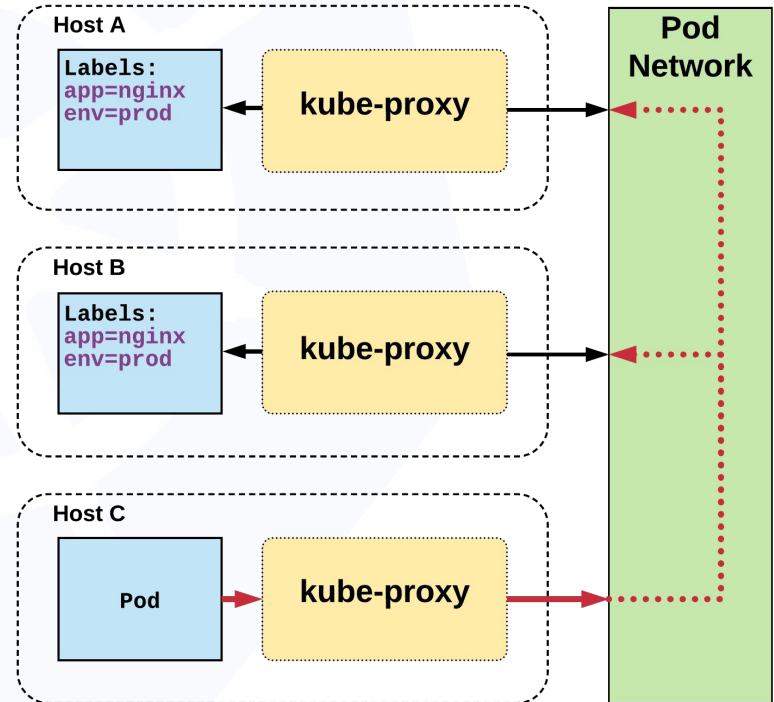 Host A
Labels:
app=nginx
env=prod
kube-proxy
Pod
Network
Host B
Labels:
app=nginx
env=prod
kube-proxy
Host C
Pod
kube-proxy